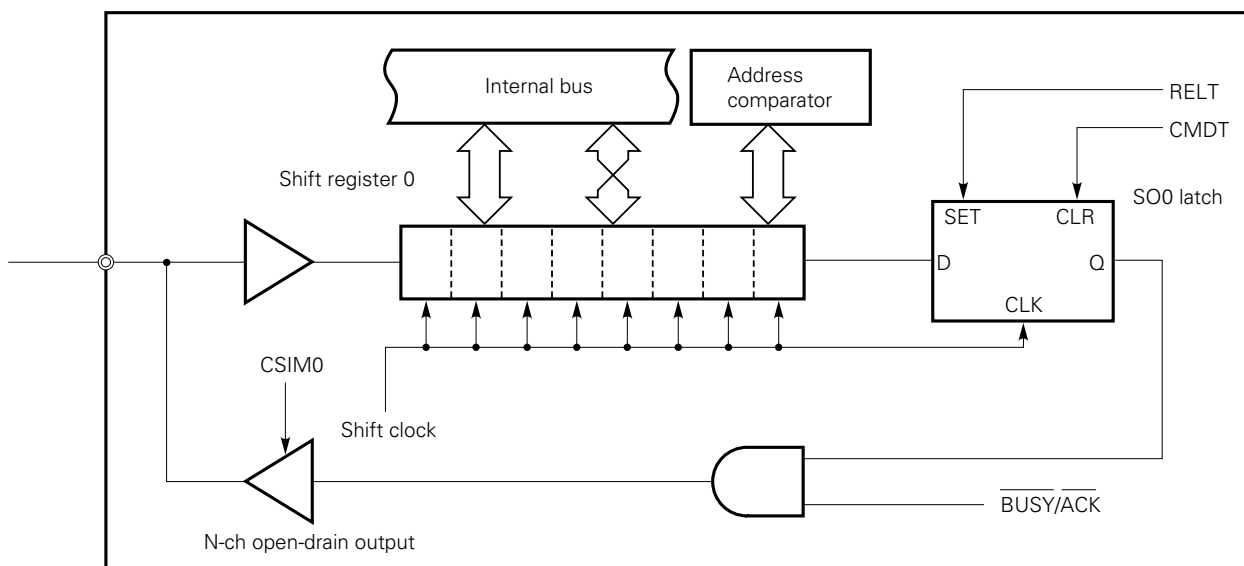 Internal bus
Address
comparator
RELT
CMDT
Shift register 0
SO0 latch
SET
CLR
D
Q
CLK
CSIM0
Shift clock
BUSY/ACK
N-ch open-drain output